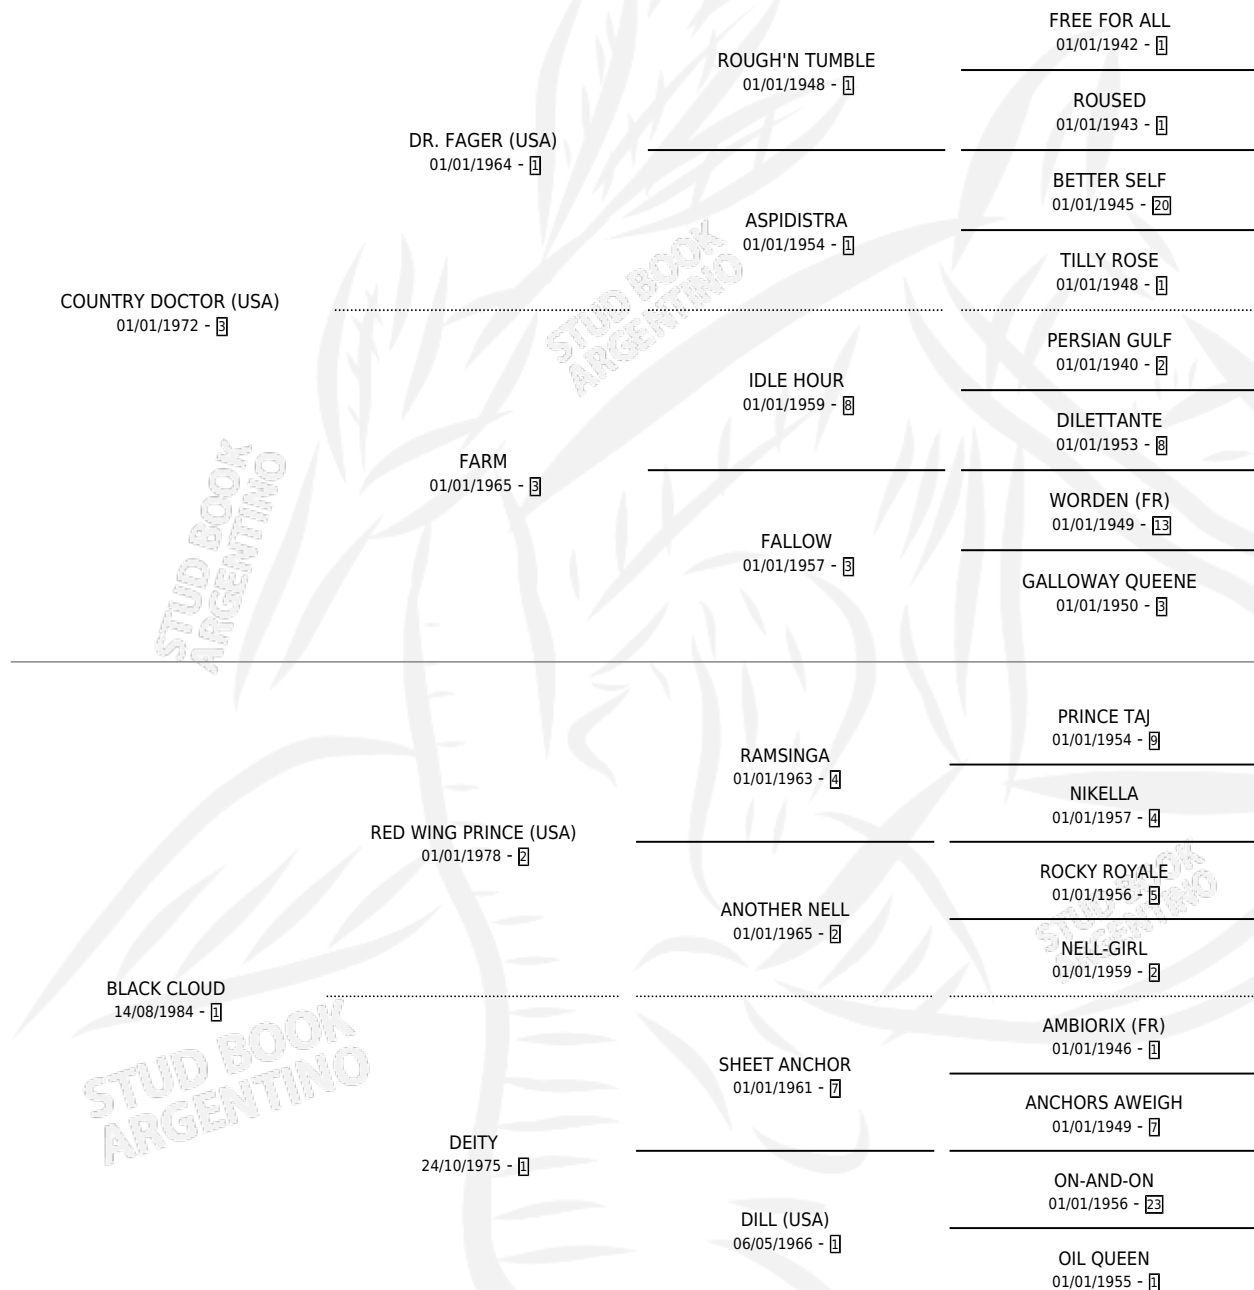 FREE FOR ALL
01/01/1942 - 1
ROUGH'N TUMBLE
01/01/1948 - 1
ROUSED
01/01/1943 - 1
DR. FAGER (USA)
01/01/1964 - 1
BETTER SELF
01/01/1945 - 20
ASPIDISTRA
01/01/1954 - 1
TILLY ROSE
01/01/1948 - 1
COUNTRY DOCTOR (USA)
01/01/1972 - 3
STUD BOOK
ARGENTINO
PERSIAN GULF
01/01/1940 - 2
IDLE HOUR
01/01/1959 - 8
DILETTANTE
01/01/1953 - 8
FARM
01/01/1965 - 3
WORDEN (FR)
01/01/1949 - 13
FALLOW
01/01/1957 - 3
GALLOWAY QUEENE
01/01/1950 - 3
STUD BOOK
ARGENTINO
PRINCE TAJ
01/01/1954 - 9
RAMSINGA
01/01/1963 - 4
NIKELLA
01/01/1957 - 4
RED WING PRINCE (USA)
01/01/1978 - 2
ROCKY ROYALE
01/01/1956 - 5
ANOTHER NELL
01/01/1965 - 2
STUD BOOK
ARGENTINO
NELL-GIRL
01/01/1959 - 2
BLACK CLOUD
14/08/1984 - 1
AMBIORIX (FR)
01/01/1946 - 1
SHEET ANCHOR
01/01/1961 - 7
ANCHORS AWEIGH
01/01/1949 - 7
STUD BOOK
ARGENTINO
DEITY
24/10/1975 - 1
ON-AND-ON
01/01/1956 - 23
DILL (USA)
06/05/1966 - 1
OIL QUEEN
01/01/1955 - 1